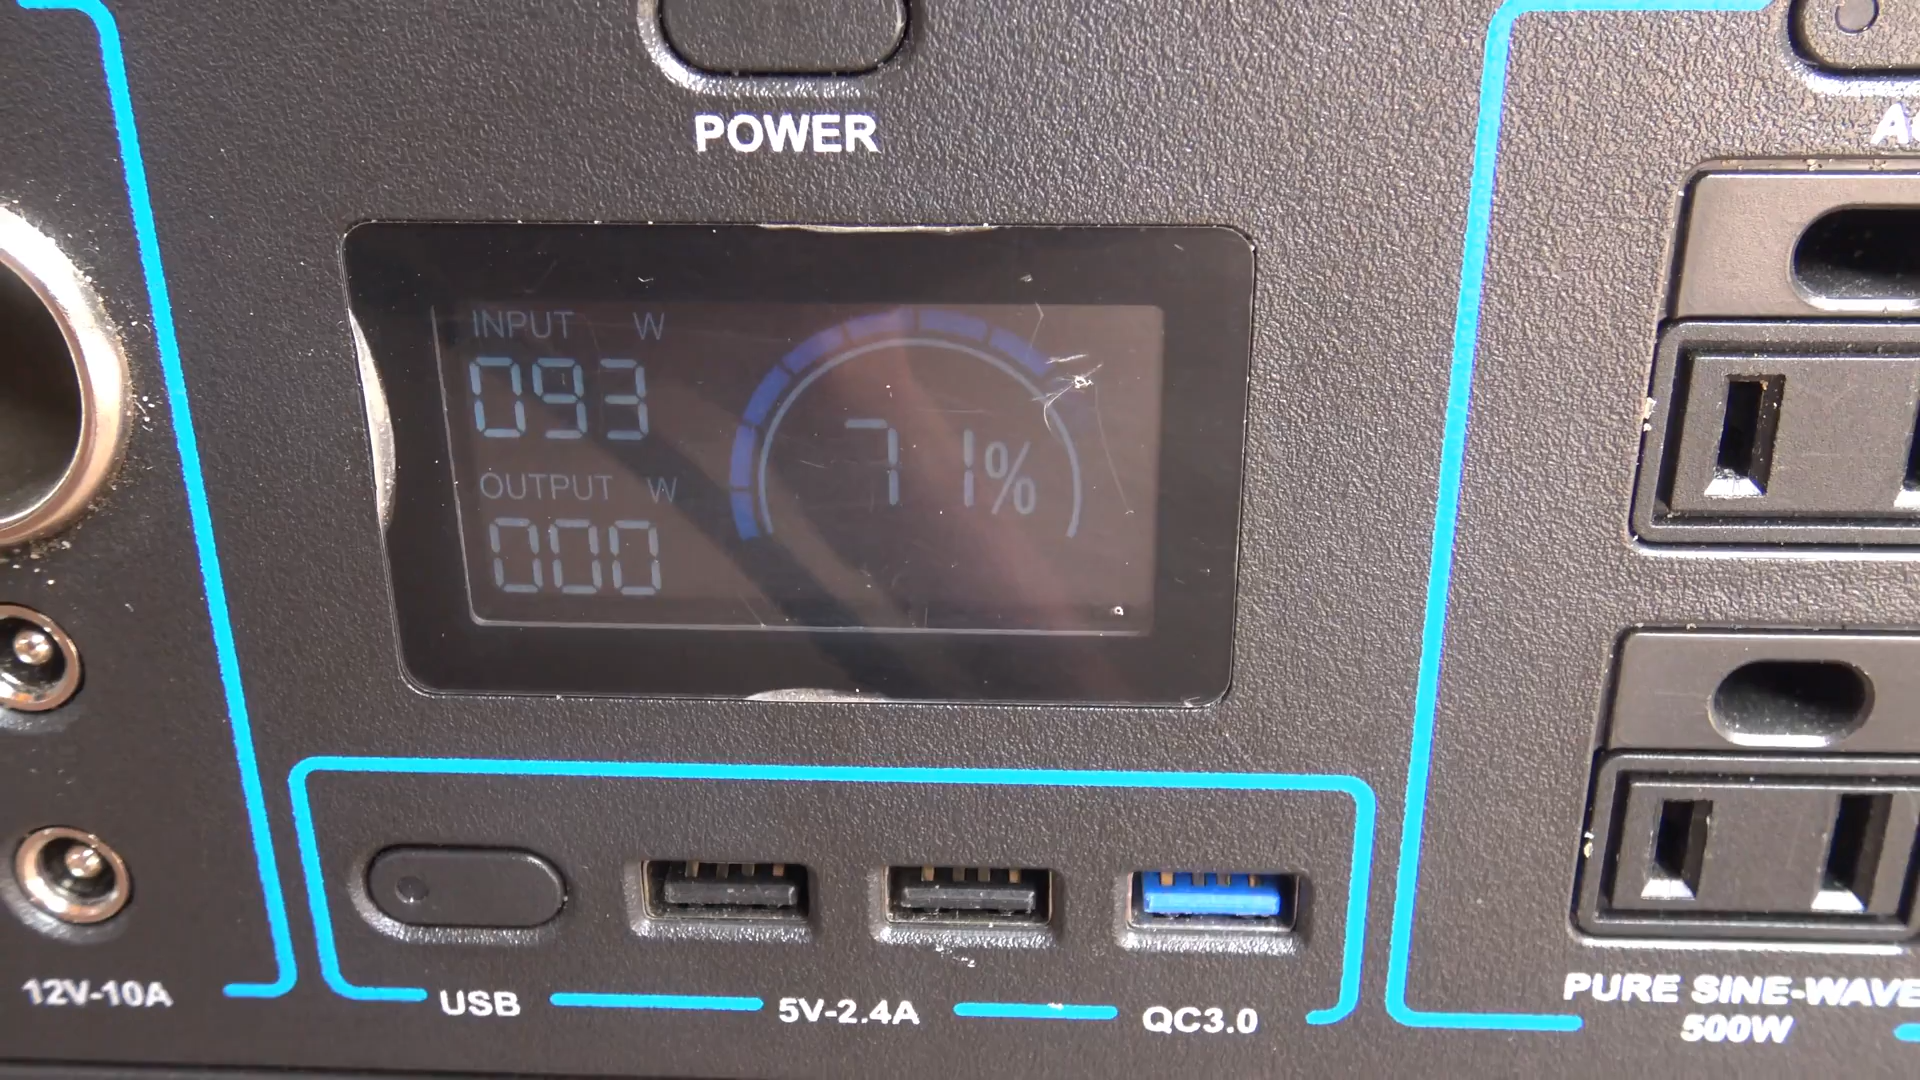 POWER
INPUT W
093
OUTPUT W
000
71%
12V-10A
USB
5V-2.4A
QC3.0
PURE SINE-WAVE
500W